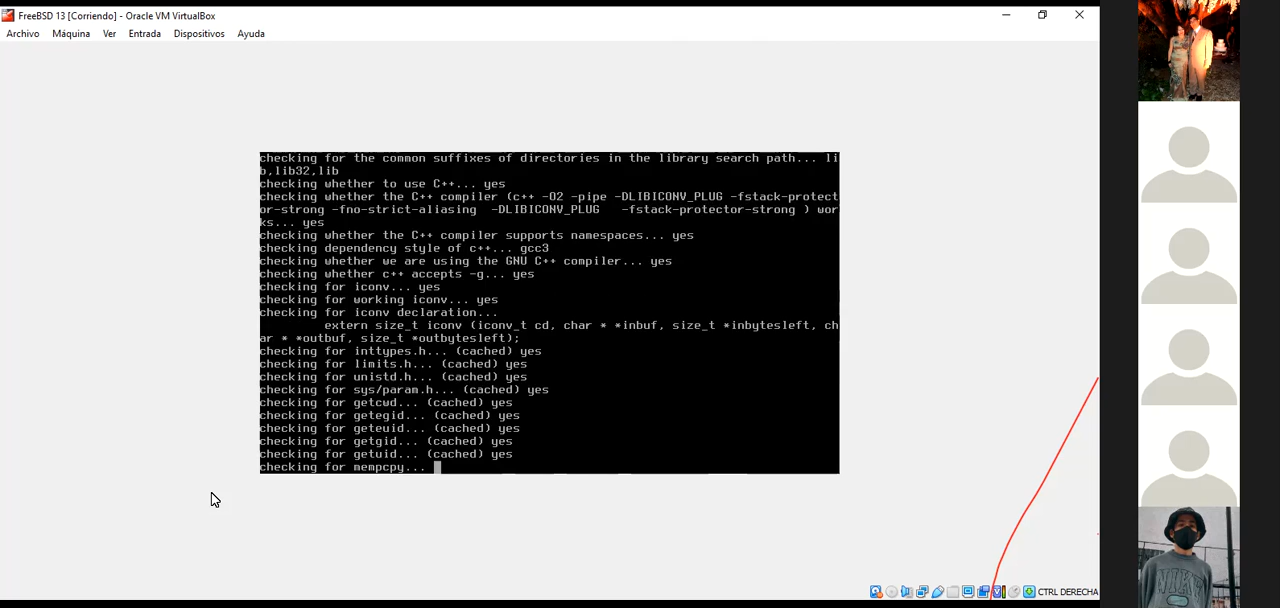 FreeBSD 13 [Corriendo] - Oracle VM VirtualBox
Archivo Máquina Ver Entrada Dispositivos Ayuda
checking for the common suffixes of directories in the library search path... li
b,lib32,lib
checking whether to use C++... yes
checking whether the C++ compiler (c++ -O2 -pipe -DLIBICONV_PLUG -fstack-protect
or-strong -fno-strict-aliasing  -DLIBICONV_PLUG   -fstack-protector-strong ) wor
ks... yes
checking whether the C++ compiler supports namespaces... yes
checking dependency style of c++... gcc3
checking whether we are using the GNU C++ compiler... yes
checking whether c++ accepts -g... yes
checking for iconv... yes
checking for working iconv... yes
checking for iconv declaration...
extern size_t iconv (iconv_t cd, char * *inbuf, size_t *inbytesleft, ch
ar * *outbuf, size_t *outbytesleft);
checking for inttypes.h... (cached) yes
checking for limits.h... (cached) yes
checking for unistd.h... (cached) yes
checking for sys/param.h... (cached) yes
checking for getcwd... (cached) yes
checking for getegid... (cached) yes
checking for geteuid... (cached) yes
checking for getgid... (cached) yes
checking for getuid... (cached) yes
checking for mempcpy...
CTRL DERECHA